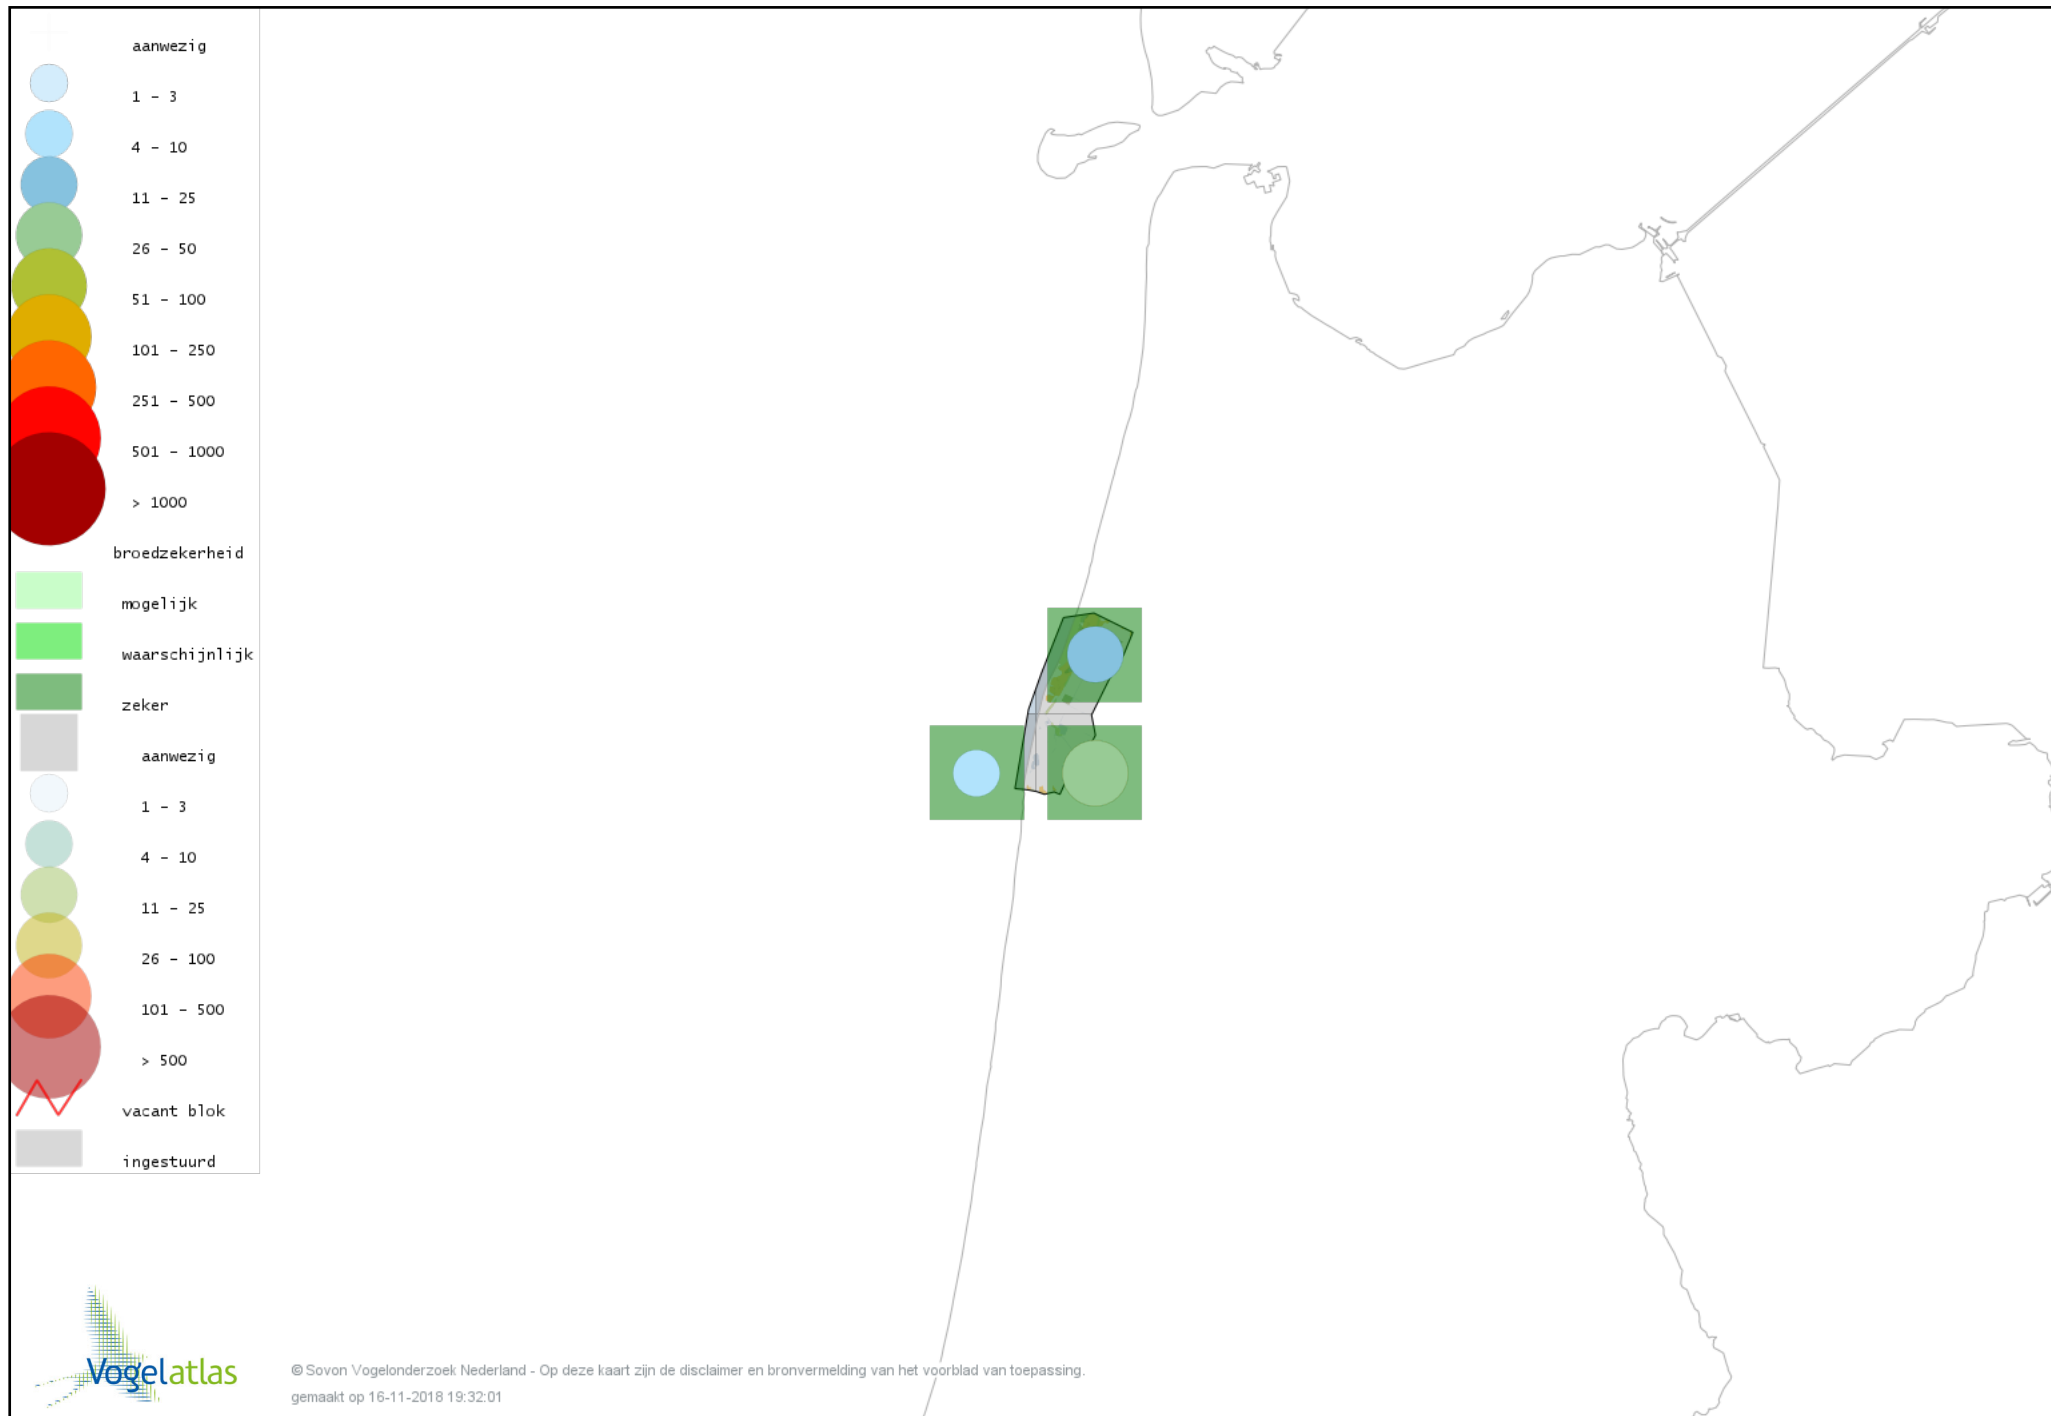 aanwezig
1 - 3
4 - 10
11 - 25
26 - 50
51 - 100
101 - 250
251 - 500
501 - 1000
> 1000
broedzekerheid
mogelijk
waarschijnlijk
zeker
aanwezig
1 - 3
4 - 10
11 - 25
26 - 100
101 - 500
> 500
vacant blok
ingestuurd
Vogelatlas
© Sovon Vogelonderzoek Nederland - Op deze kaart zijn de disclaimer en bronvermelding van het voorblad van toepassing.
gemaakt op 16-11-2018 19:32:01